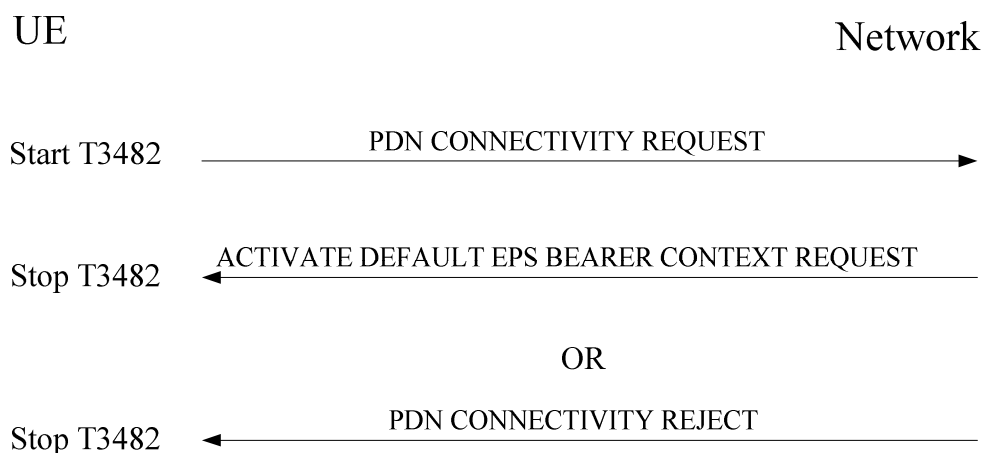 UE
Network
Start T3482
PDN CONNECTIVITY REQUEST
Stop T3482
ACTIVATE DEFAULT EPS BEARER CONTEXT REQUEST
OR
Stop T3482
PDN CONNECTIVITY REJECT